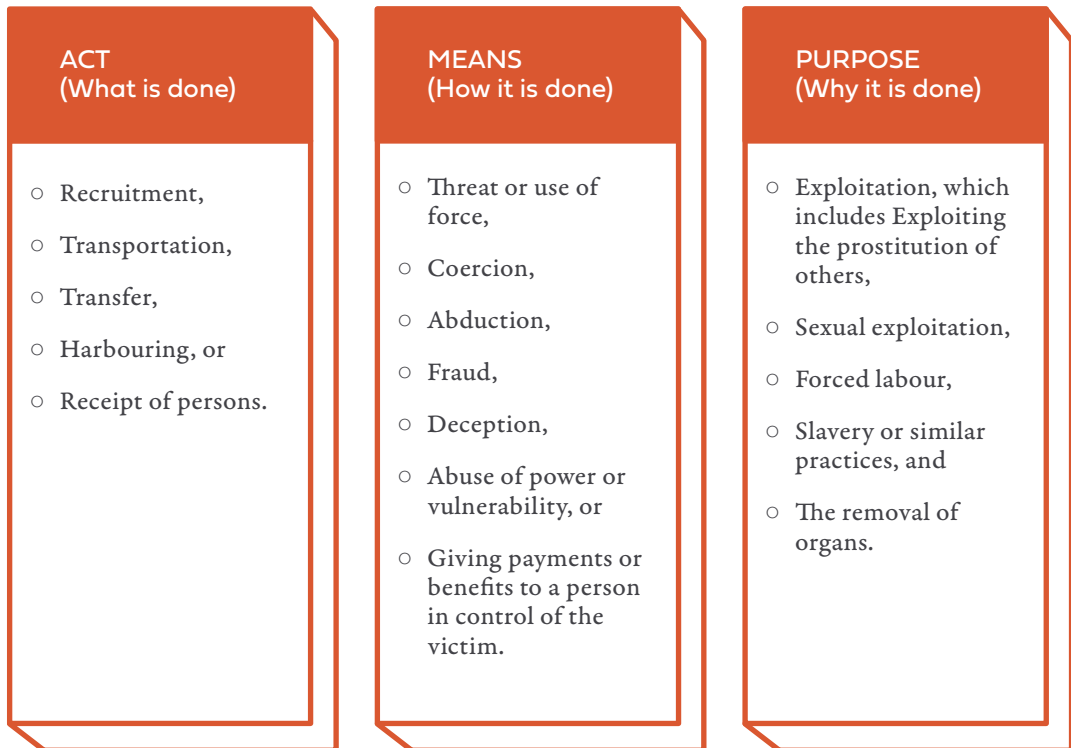 ACT
(What is done)
○ Recruitment,
○ Transportation,
○ Transfer,
○ Harbouring, or
○ Receipt of persons.
MEANS
(How it is done)
○ Threat or use of
force,
○ Coercion,
○ Abduction,
○ Fraud,
○ Deception,
○ Abuse of power or
vulnerability, or
○ Giving payments or
benefits to a person
in control of the
victim.
PURPOSE
(Why it is done)
○ Exploitation, which
includes Exploiting
the prostitution of
others,
○ Sexual exploitation,
○ Forced labour,
○ Slavery or similar
practices, and
○ The removal of
organs.